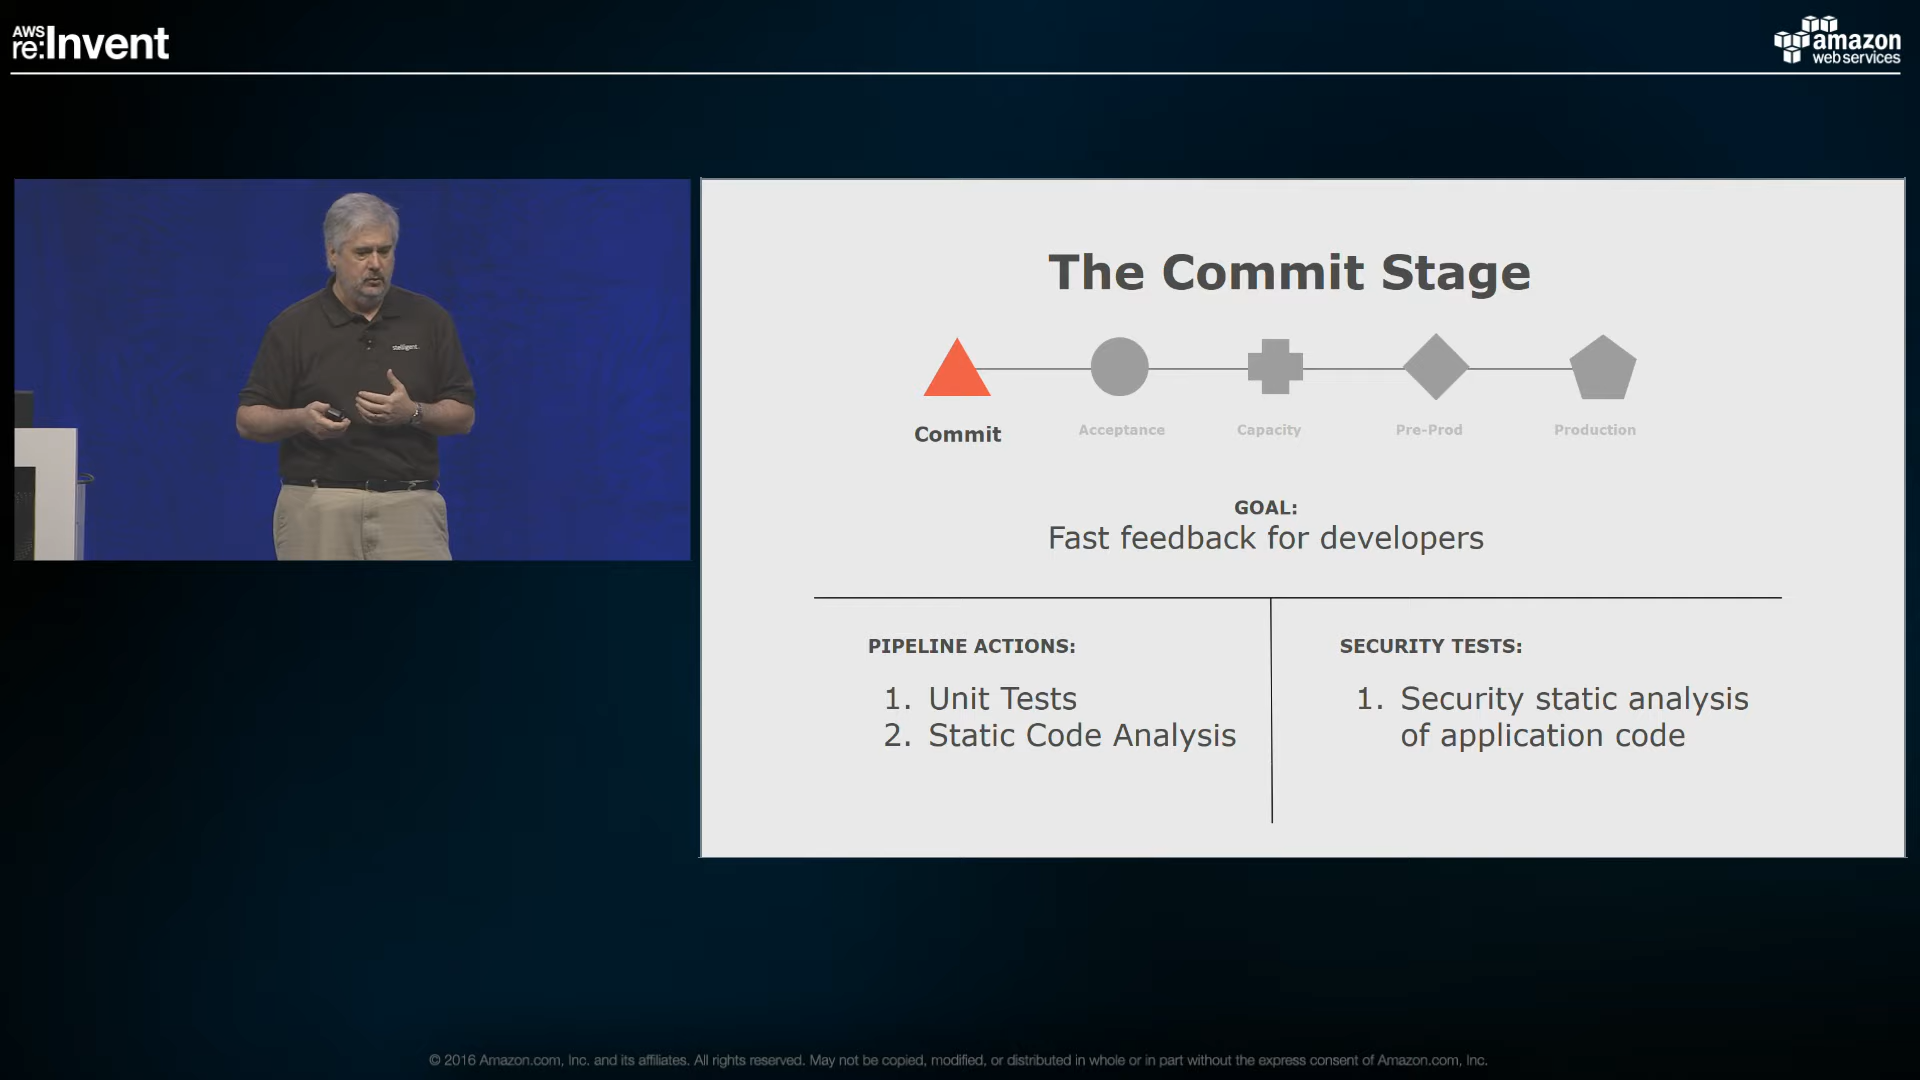 AWS
re:Invent
amazon
web services
stelligent
The Commit Stage
Commit
Acceptance
Capacity
Pre-Prod
Production
GOAL:
Fast feedback for developers
PIPELINE ACTIONS:
1. Unit Tests
2. Static Code Analysis
SECURITY TESTS:
1. Security static analysis
of application code
© 2016 Amazon.com, Inc. and its affiliates. All rights reserved. May not be copied, modified, or distributed in whole or in part without the express consent of Amazon.com, Inc.